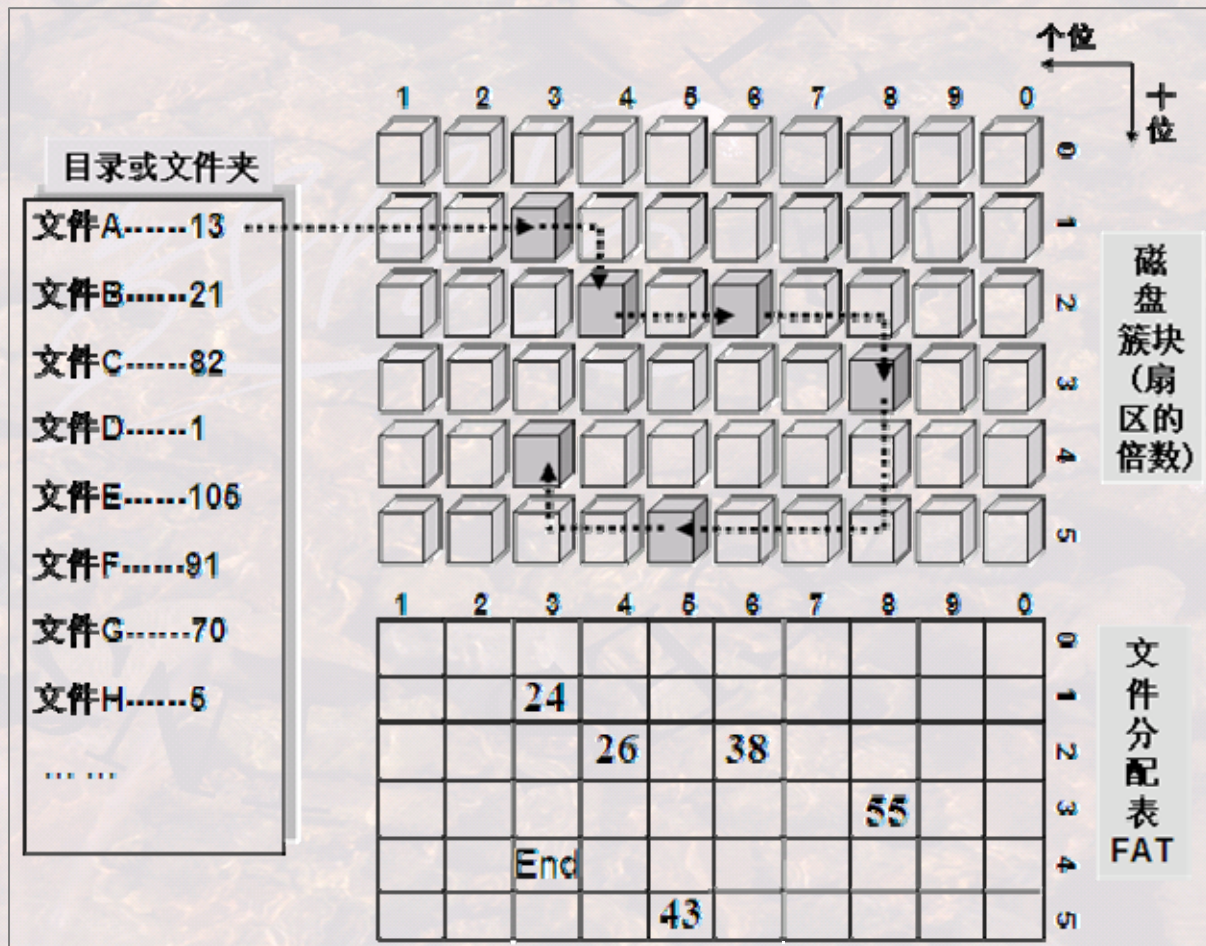 个位
十位
1 2 3 4 5 6 7 8 9 0
0
1
2
3
4
5
目录或文件夹
文件A......13
文件B......21
文件C......82
文件D......1
文件E......105
文件F......91
文件G......70
文件H......5
... ...
磁
盘
簇块
(扇
区的
倍数)
1 2 3 4 5 6 7 8 9 0
0
24 1
26 38 2
55 3
End 4
43 5
文
件
分
配
表
FAT